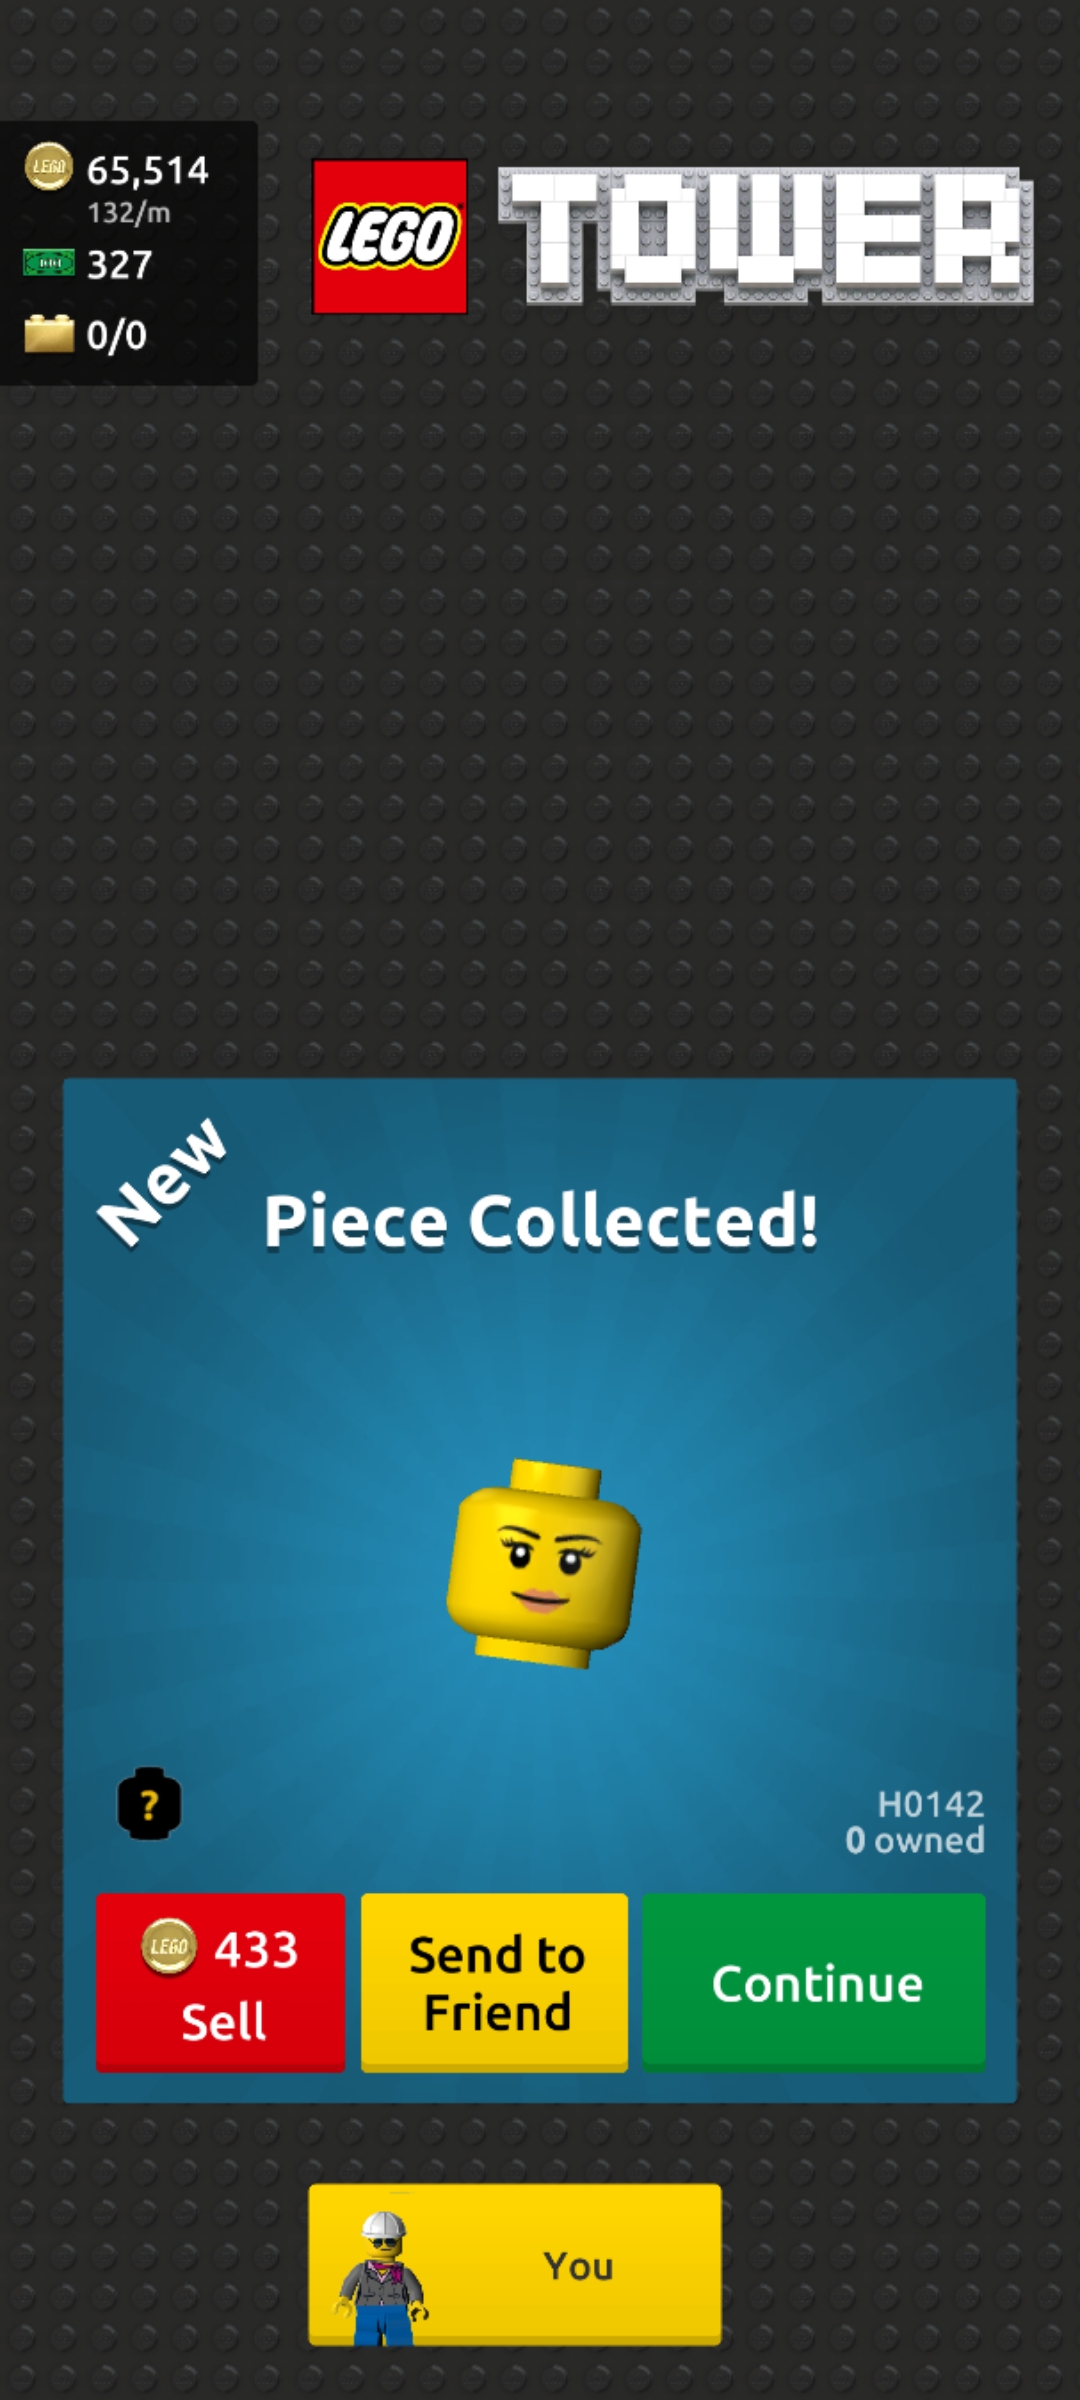 LEGO 65,514
132/m
327
0/0
LEGO TOWER
New
Piece Collected!
?
H0142
0 owned
LEGO 433
Sell
Send to
Friend
Continue
You